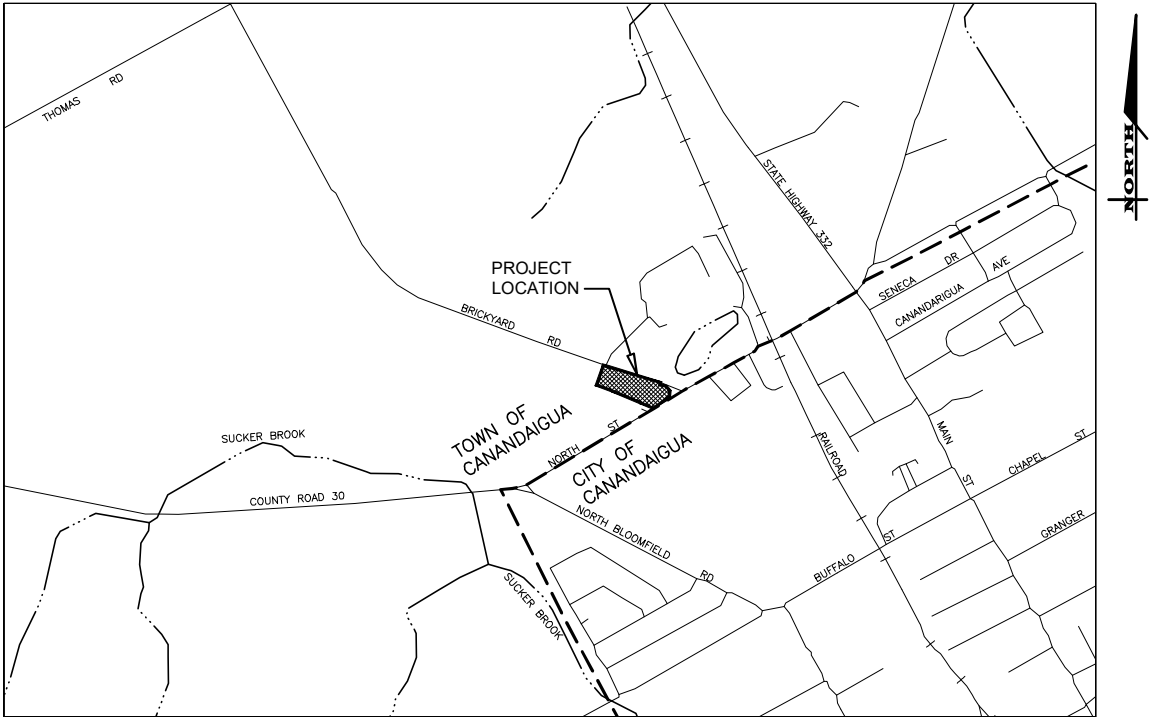 THOMAS RD
NORTH
STATE HIGHWAY 332
PROJECT
LOCATION
SENECA DR
CANANDARIGUA AVE
BRICKYARD RD
TOWN OF
CANANDAIGUA
NORTH ST
CITY OF
CANANDAIGUA
SUCKER BROOK
RAILROAD
MAIN ST
CHAPEL ST
COUNTY ROAD 30
NORTH BLOOMFIELD RD
GRANGER
BUFFALO ST
SUCKER BROOK